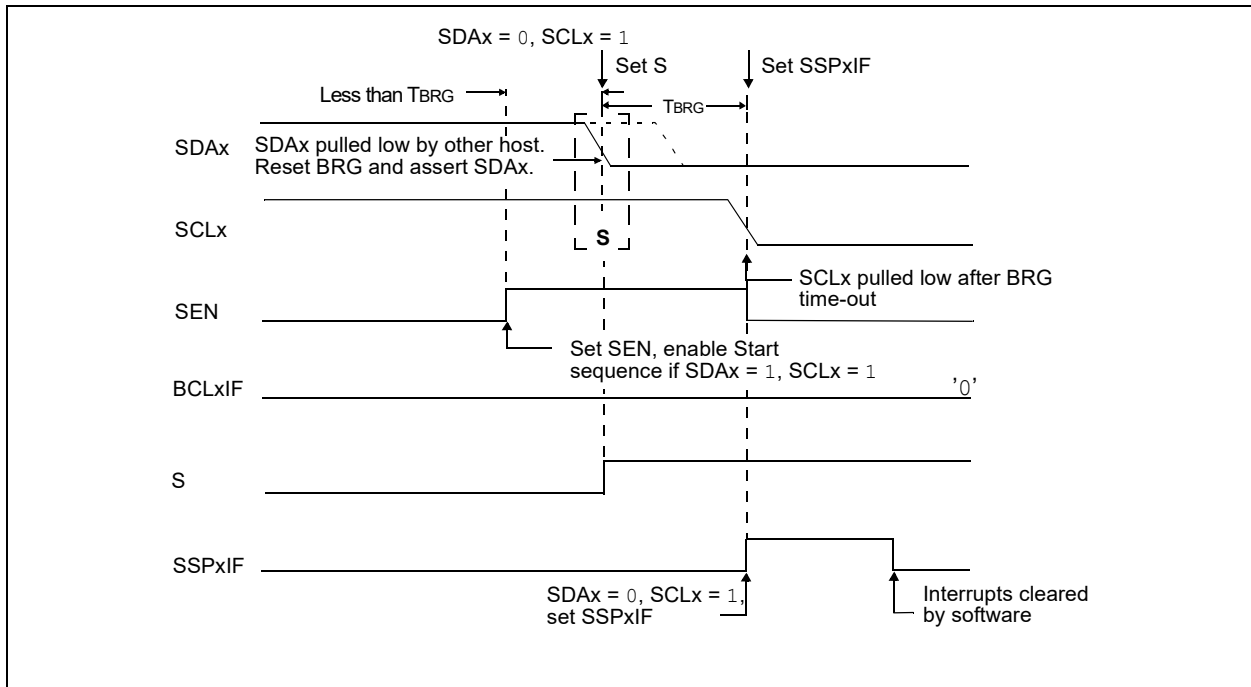 SDAx = 0, SCLx = 1
Set S
Set SSPxIF
Less than TBRG
TBRG
SDAx
SDAx pulled low by other host.
Reset BRG and assert SDAx.
SCLx
S
SCLx pulled low after BRG
time-out
SEN
Set SEN, enable Start
sequence if SDAx = 1, SCLx = 1
BCLxIF
'0'
S
SSPxIF
SDAx = 0, SCLx = 1,
set SSPxIF
Interrupts cleared
by software